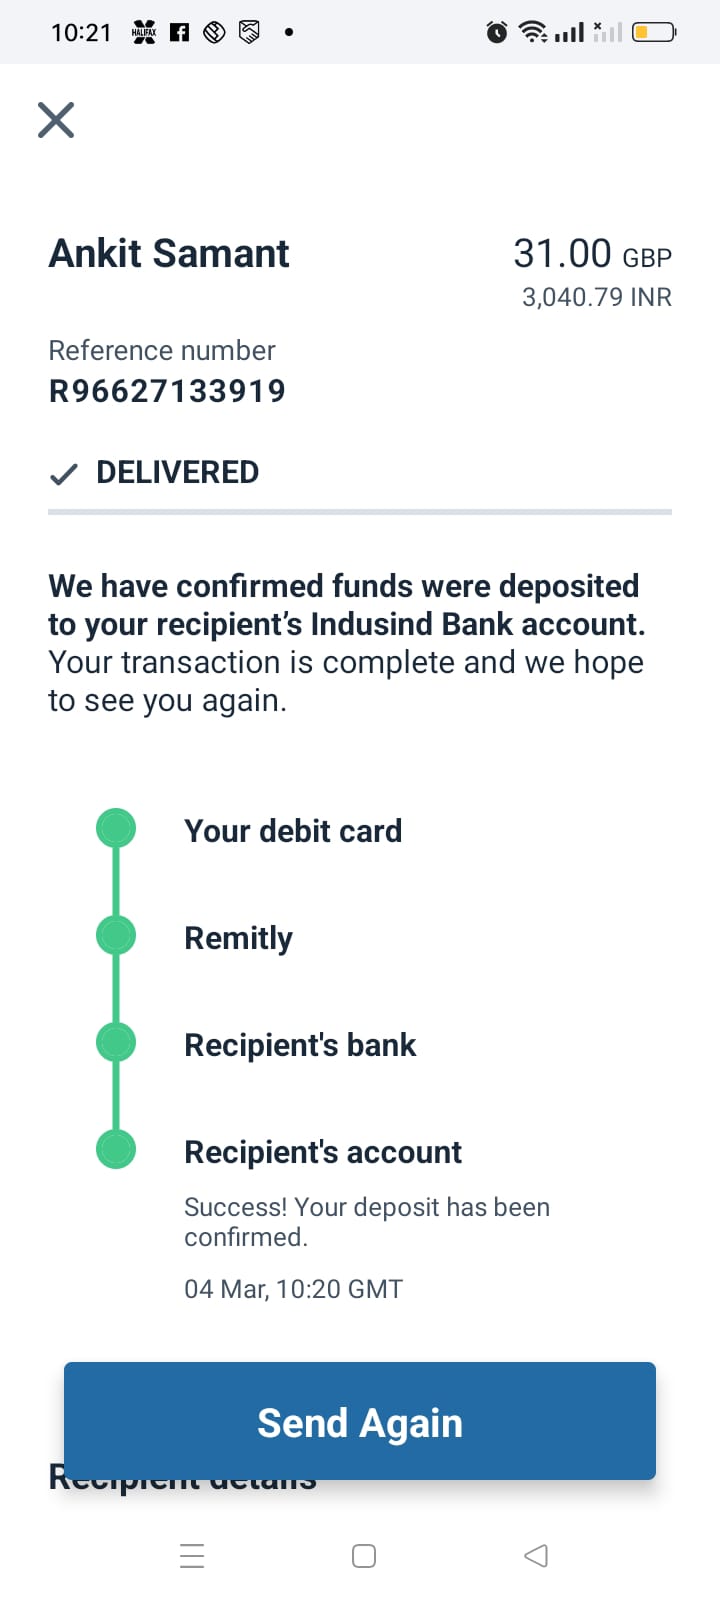 10:21 HALIFAX
Ankit Samant
31.00 GBP
3,040.79 INR
Reference number
R96627133919
DELIVERED
We have confirmed funds were deposited
to your recipient's Indusind Bank account.
Your transaction is complete and we hope
to see you again.
Your debit card
Remitly
Recipient's bank
Recipient's account
Success! Your deposit has been
confirmed.
04 Mar, 10:20 GMT
Send Again
Recipient details